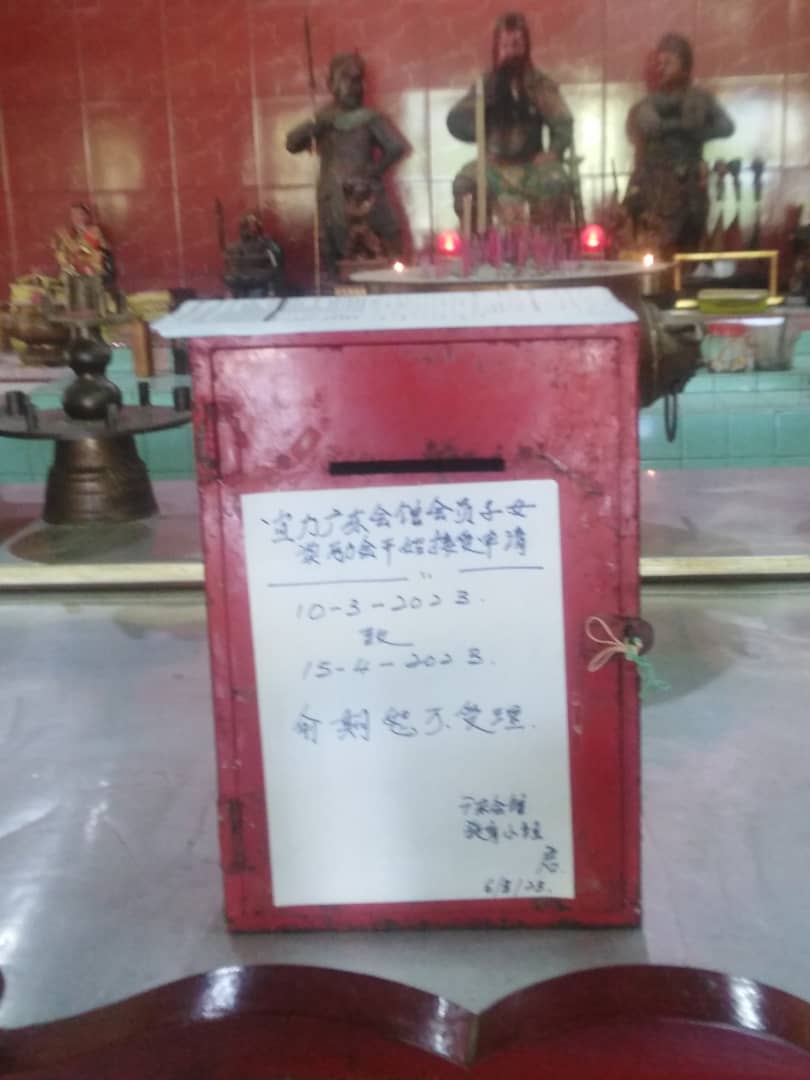 宜力广东会馆会员子女
奖励金开始接受申请
10-3-2023.
至
15-4-2023.
俞期恕不受理.
广东会馆
教育小组
启
6/3/23.